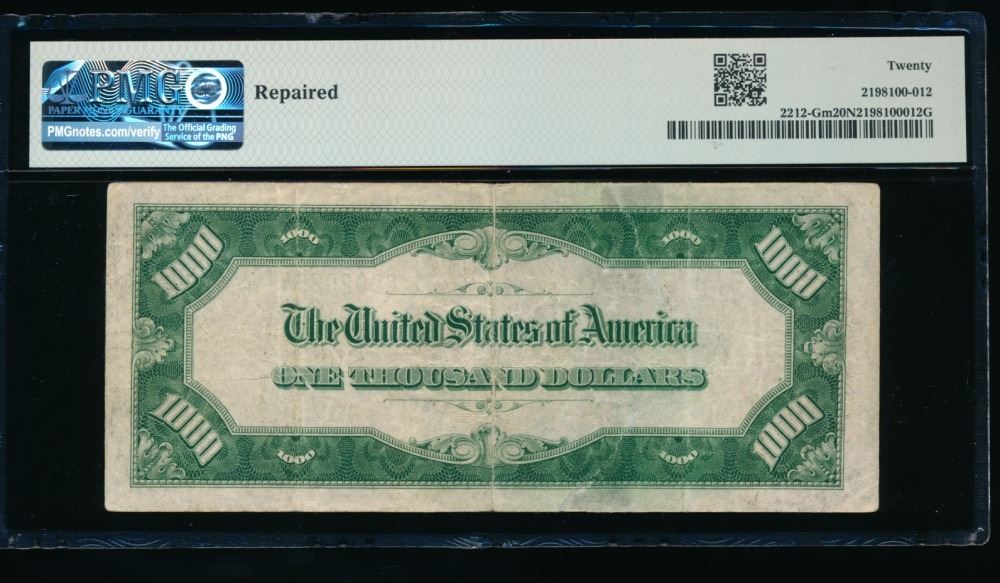 PMG
PAPER MONEY GUARANTY
PMGnotes.com/verify
The Official Grading
Service of the PNG
Repaired
Twenty
2198100-012
2212-Gm20N2198100012G
1000 1000 1000 1000
The United States of America
ONE THOUSAND DOLLARS
1000 1000 1000 1000